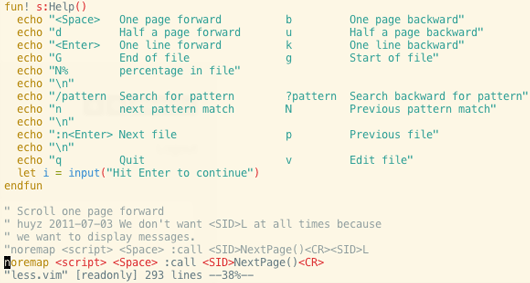 fun! s:Help()
  echo "<Space>   One page forward          b         One page backward"
  echo "d         Half a page forward       u         Half a page backward"
  echo "<Enter>   One line forward          k         One line backward"
  echo "G         End of file               g         Start of file"
  echo "N%        percentage in file"
  echo "\n"
  echo "/pattern  Search for pattern        ?pattern  Search backward for pattern"
  echo "n         next pattern match        N         Previous pattern match"
  echo "\n"
  echo ":n<Enter> Next file                 p         Previous file"
  echo "\n"
  echo "q         Quit                      v         Edit file"
  let i = input("Hit Enter to continue")
endfun

" Scroll one page forward
" huyz 2011-07-03 We don't want <SID>L at all times because
" we want to display messages.
"noremap <script> <Space> :call <SID>NextPage()<CR><SID>L
noremap <script> <Space> :call <SID>NextPage()<CR>
"less.vim" [readonly] 293 lines --38%--